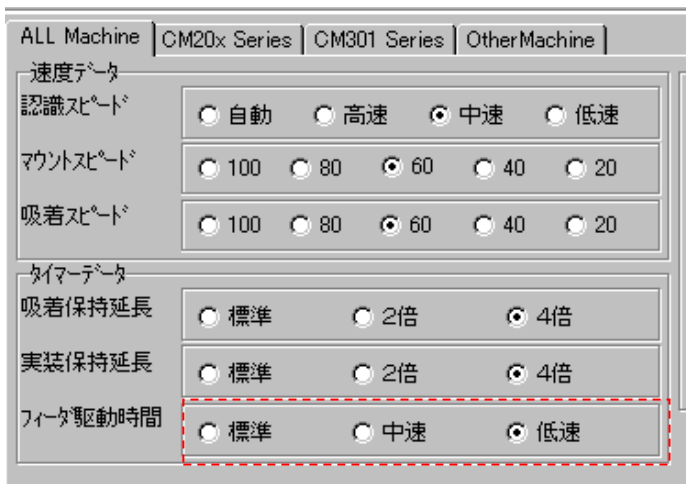 ALL Machine CM20x Series CM301 Series OtherMachine
速度ﾃﾞｰﾀ
認識ｽﾋﾟｰﾄﾞ 自動 高速 中速 低速
ﾏｳﾝﾄｽﾋﾟｰﾄﾞ 100 80 60 40 20
吸着ｽﾋﾟｰﾄﾞ 100 80 60 40 20
ﾀｲﾏｰﾃﾞｰﾀ
吸着保持延長 標準 2倍 4倍
実装保持延長 標準 2倍 4倍
ﾌｨｰﾀﾞ駆動時間 標準 中速 低速